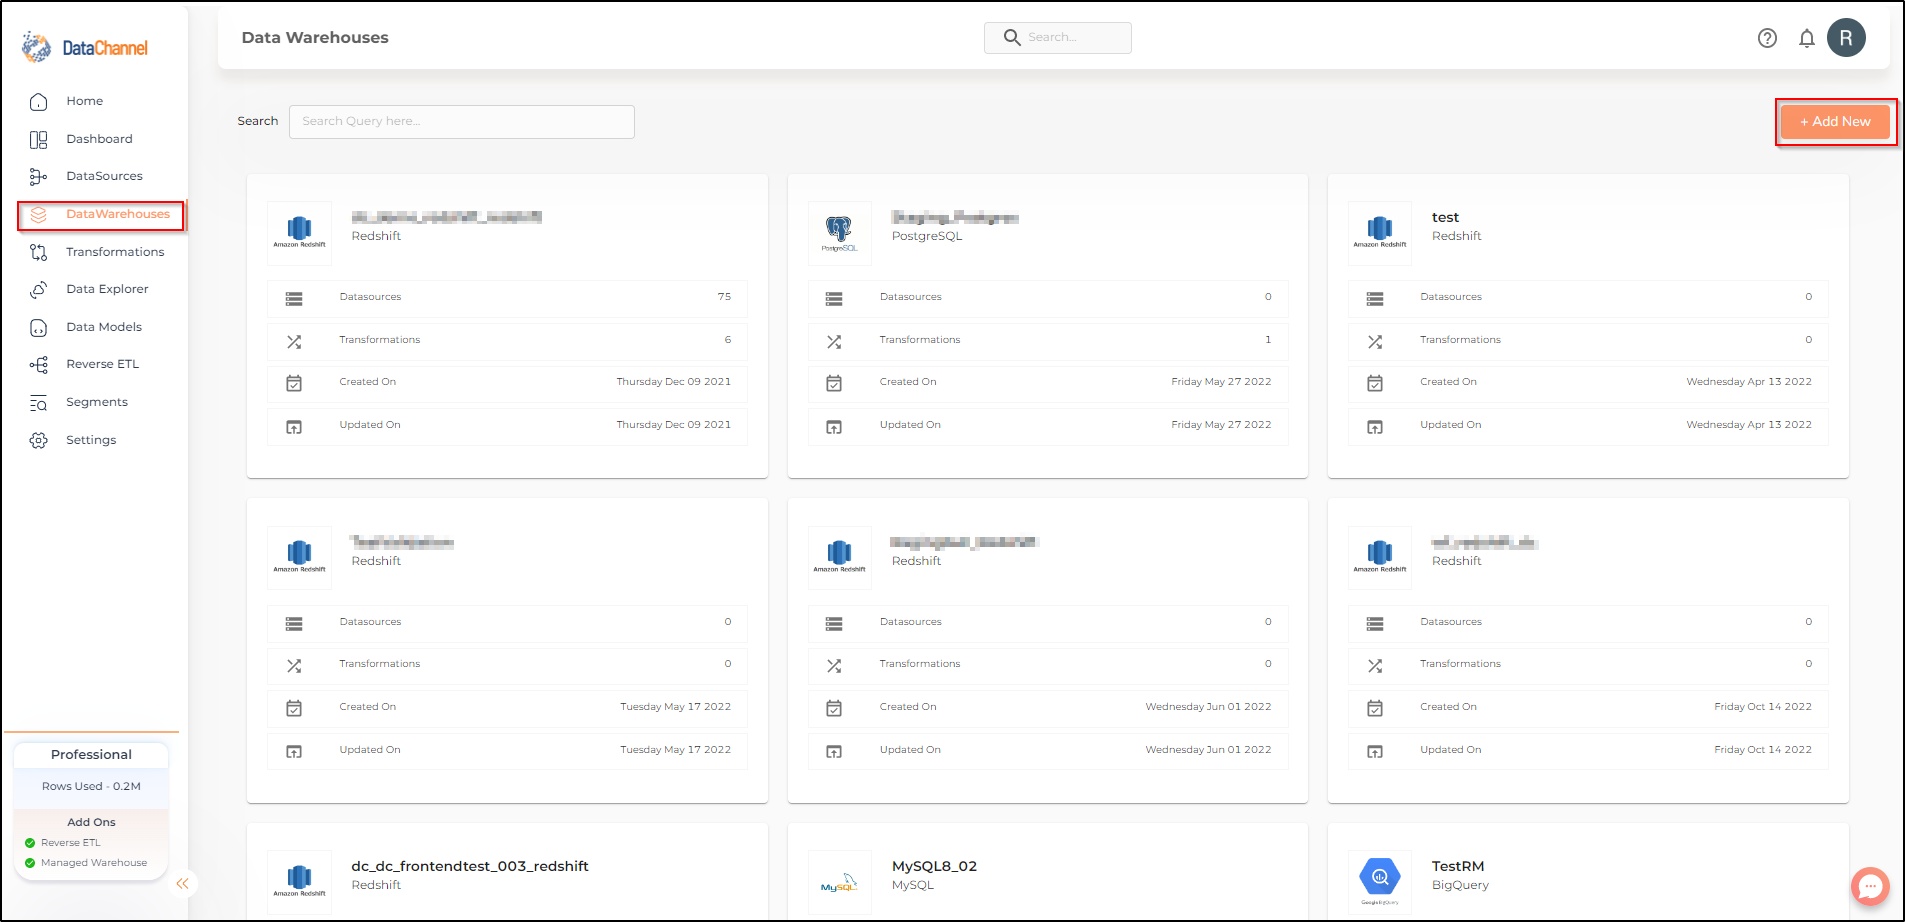 DataChannel
Home
Dashboard
DataSources
DataWarehouses
Transformations
Data Explorer
Data Models
Reverse ETL
Segments
Settings
Professional
Rows Used - 0.2M
Add Ons
Reverse ETL
Managed Warehouse
Data Warehouses
Search...
R
Search
Search Query here...
+ Add New
Amazon Redshift
Redshift
Datasources 75
Transformations 6
Created On Thursday Dec 09 2021
Updated On Thursday Dec 09 2021
PostgreSQL
PostgreSQL
Datasources 0
Transformations 1
Created On Friday May 27 2022
Updated On Friday May 27 2022
Amazon Redshift
test
Redshift
Datasources 0
Transformations 0
Created On Wednesday Apr 13 2022
Updated On Wednesday Apr 13 2022
Amazon Redshift
Redshift
Datasources 0
Transformations 0
Created On Tuesday May 17 2022
Updated On Tuesday May 17 2022
Amazon Redshift
Redshift
Datasources 0
Transformations 0
Created On Wednesday Jun 01 2022
Updated On Wednesday Jun 01 2022
Amazon Redshift
Redshift
Datasources 0
Transformations 0
Created On Friday Oct 14 2022
Updated On Friday Oct 14 2022
Amazon Redshift
dc_dc_frontendtest_003_redshift
Redshift
MySQL
MySQL8_02
MySQL
Google BigQuery
TestRM
BigQuery